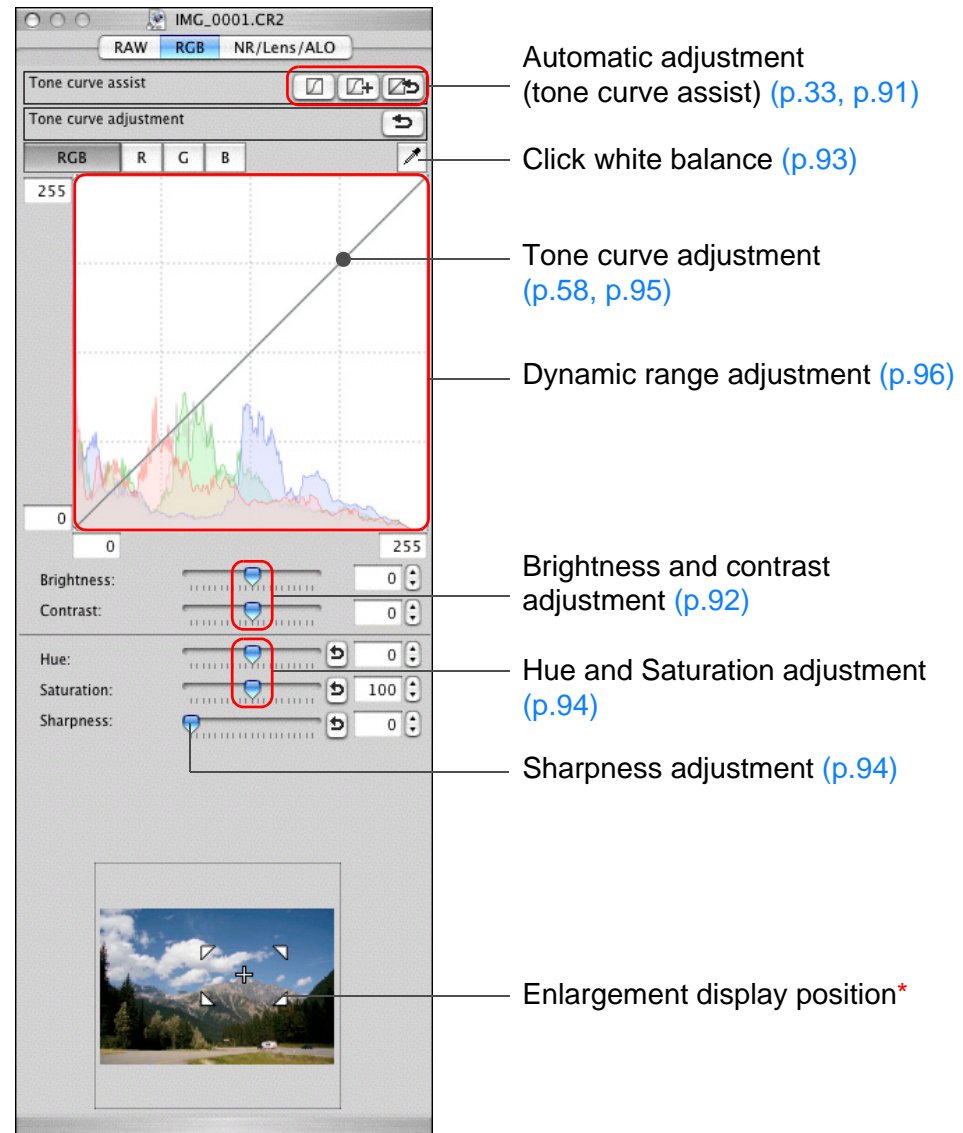 IMG_0001.CR2
RAW RGB NR/Lens/ALO
Tone curve assist
Automatic adjustment
(tone curve assist) (p.33, p.91)
Tone curve adjustment
RGB R G B
Click white balance (p.93)
255
Tone curve adjustment
(p.58, p.95)
Dynamic range adjustment (p.96)
0
0 255
Brightness: 0
Contrast: 0
Brightness and contrast
adjustment (p.92)
Hue: 0
Saturation: 100
Hue and Saturation adjustment
(p.94)
Sharpness: 0
Sharpness adjustment (p.94)
Enlargement display position*